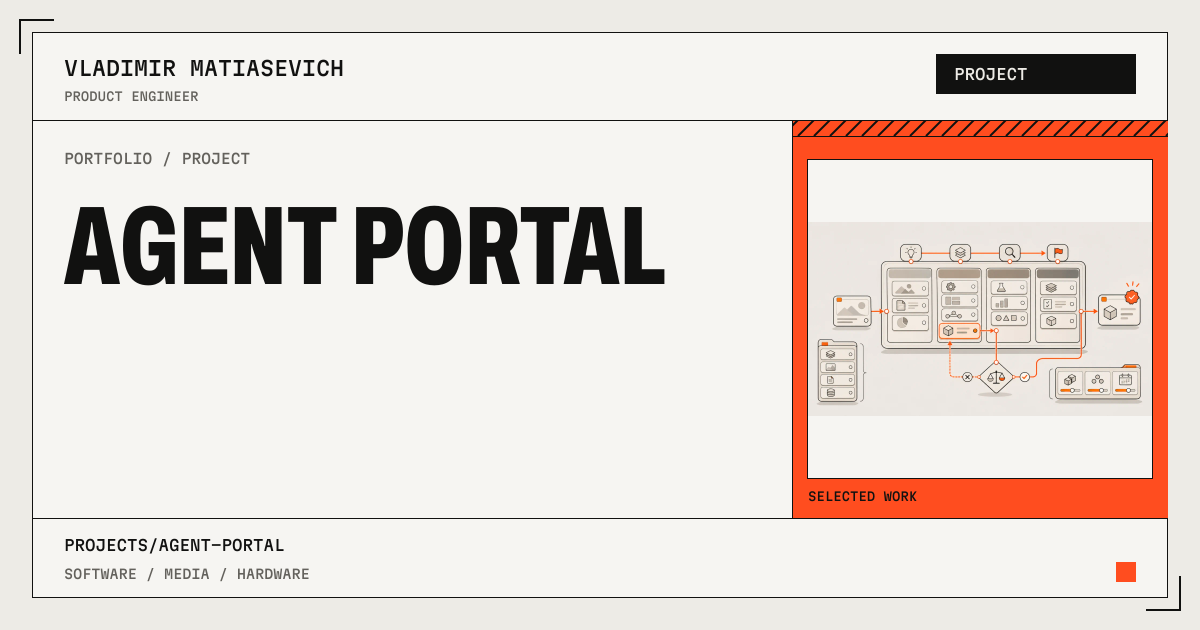 VLADIMIR MATIASEVICH
PRODUCT ENGINEER
PROJECT
PORTFOLIO / PROJECT
AGENT PORTAL
SELECTED WORK
PROJECTS/AGENT–PORTAL
SOFTWARE / MEDIA / HARDWARE